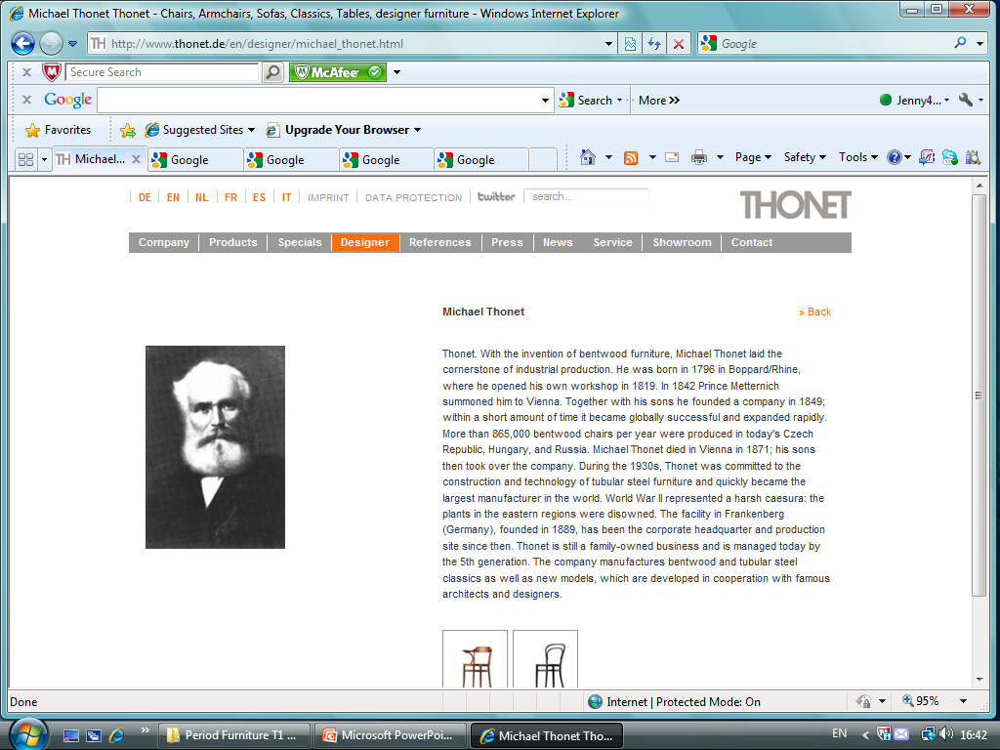 Michael Thonet Thonet - Chairs, Armchairs, Sofas, Classics, Tables, designer furniture - Windows Internet Explorer
TH http://www.thonet.de/en/designer/michael_thonet.html Google
Secure Search McAfee
Google Search More » Jenny4...
Favorites Suggested Sites Upgrade Your Browser
TH Michael... Google Google Google Google Page Safety Tools
DE EN NL FR ES IT IMPRINT DATA PROTECTION twitter search... THONET
Company Products Specials Designer References Press News Service Showroom Contact
Michael Thonet » Back
Thonet. With the invention of bentwood furniture, Michael Thonet laid the
cornerstone of industrial production. He was born in 1796 in Boppard/Rhine,
where he opened his own workshop in 1819. In 1842 Prince Metternich
summoned him to Vienna. Together with his sons he founded a company in 1849;
within a short amount of time it became globally successful and expanded rapidly.
More than 865,000 bentwood chairs per year were produced in today's Czech
Republic, Hungary, and Russia. Michael Thonet died in Vienna in 1871; his sons
then took over the company. During the 1930s, Thonet was committed to the
construction and technology of tubular steel furniture and quickly became the
largest manufacturer in the world. World War II represented a harsh caesura: the
plants in the eastern regions were disowned. The facility in Frankenberg
(Germany), founded in 1889, has been the corporate headquarter and production
site since then. Thonet is still a family-owned business and is managed today by
the 5th generation. The company manufactures bentwood and tubular steel
classics as well as new models, which are developed in cooperation with famous
architects and designers.
Done Internet | Protected Mode: On 95%
Period Furniture T1 ... Microsoft PowerPoi... Michael Thonet Tho... EN 16:42